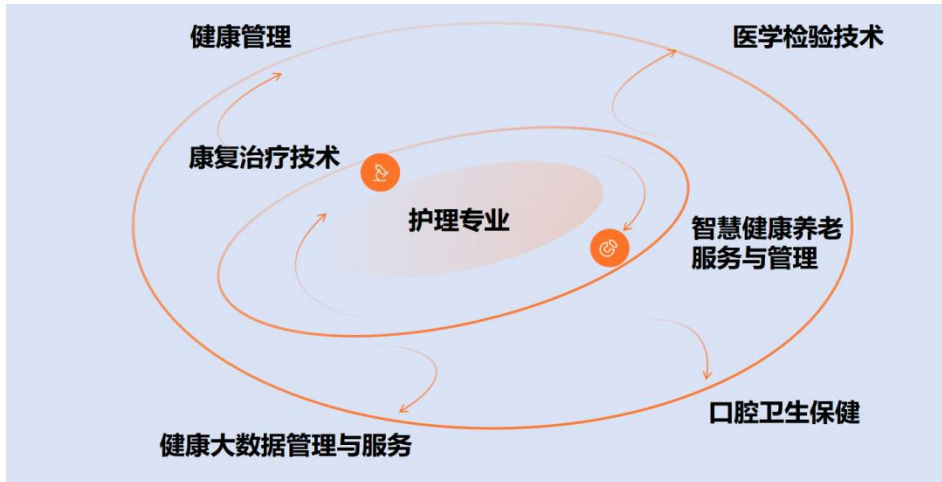 健康管理
医学检验技术
康复治疗技术
护理专业
智慧健康养老
服务与管理
口腔卫生保健
健康大数据管理与服务